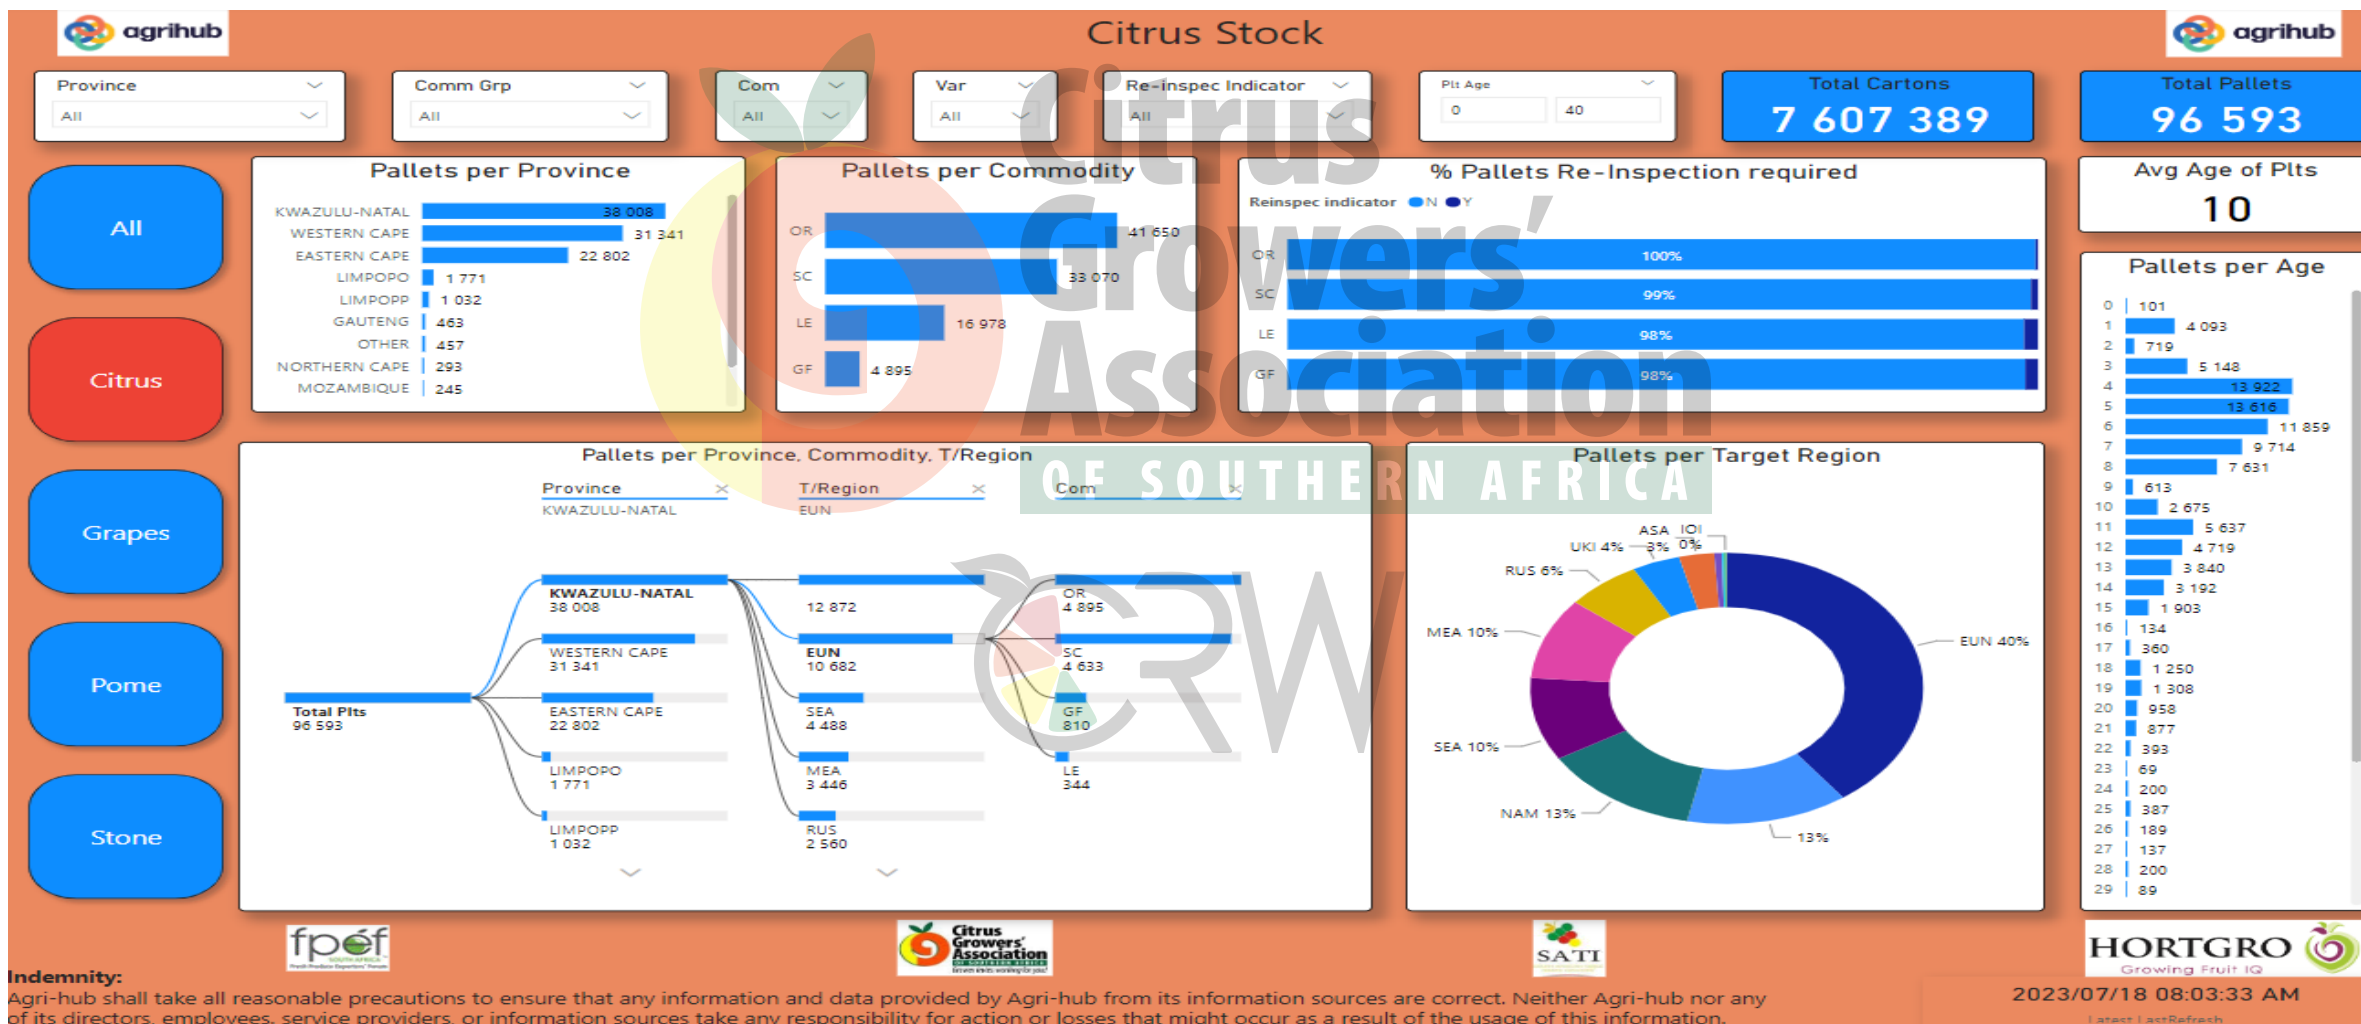 agrihub
Citrus Stock
agrihub
Province
All
Comm Grp
All
Com
All
Var
All
Re-inspec Indicator
All
Plt Age
0 40
Total Cartons
7 607 389
Total Pallets
96 593
All
Citrus
Grapes
Pome
Stone
Pallets per Province
KWAZULU-NATAL 38 008
WESTERN CAPE 31 341
EASTERN CAPE 22 802
LIMPOPO 1 771
LIMPOPP 1 032
GAUTENG 463
OTHER 457
NORTHERN CAPE 293
MOZAMBIQUE 245
Pallets per Commodity
OR 41 650
SC 33 070
LE 16 978
GF 4 895
% Pallets Re-Inspection required
Reinspec indicator N Y
OR 100%
SC 99%
LE 98%
GF 98%
Avg Age of Plts
10
Pallets per Age
0 101
1 4 093
2 719
3 5 148
4 13 922
5 13 616
6 11 859
7 9 714
8 7 631
9 613
10 2 675
11 5 637
12 4 719
13 3 840
14 3 192
15 1 903
16 134
17 360
18 1 250
19 1 308
20 958
21 877
22 393
23 69
24 200
25 387
26 189
27 137
28 200
29 89
Pallets per Province, Commodity, T/Region
Province
KWAZULU-NATAL
T/Region
EUN
Com
Total Plts
96 593
KWAZULU-NATAL
38 008
WESTERN CAPE
31 341
EASTERN CAPE
22 802
LIMPOPO
1 771
LIMPOPP
1 032
12 872
EUN
10 682
SEA
4 488
MEA
3 446
RUS
2 560
OR
4 895
SC
4 633
GF
810
LE
344
Pallets per Target Region
EUN 40%
13%
NAM 13%
SEA 10%
MEA 10%
RUS 6%
UKI 4%
ASA
3%
IOI
0%
Citrus
Growers'
Association
OF SOUTHERN AFRICA
CRW
fpef
SOUTH AFRICA
Fresh Produce Exporters' Forum
Citrus
Growers'
Association
OF SOUTHERN AFRICA
SATI
HORTGRO
Growing Fruit IQ
Indemnity:
Agri-hub shall take all reasonable precautions to ensure that any information and data provided by Agri-hub from its information sources are correct. Neither Agri-hub nor any
of its directors, employees, service providers, or information sources take any responsibility for action or losses that might occur as a result of the usage of this information.
2023/07/18 08:03:33 AM
Latest LastRefresh